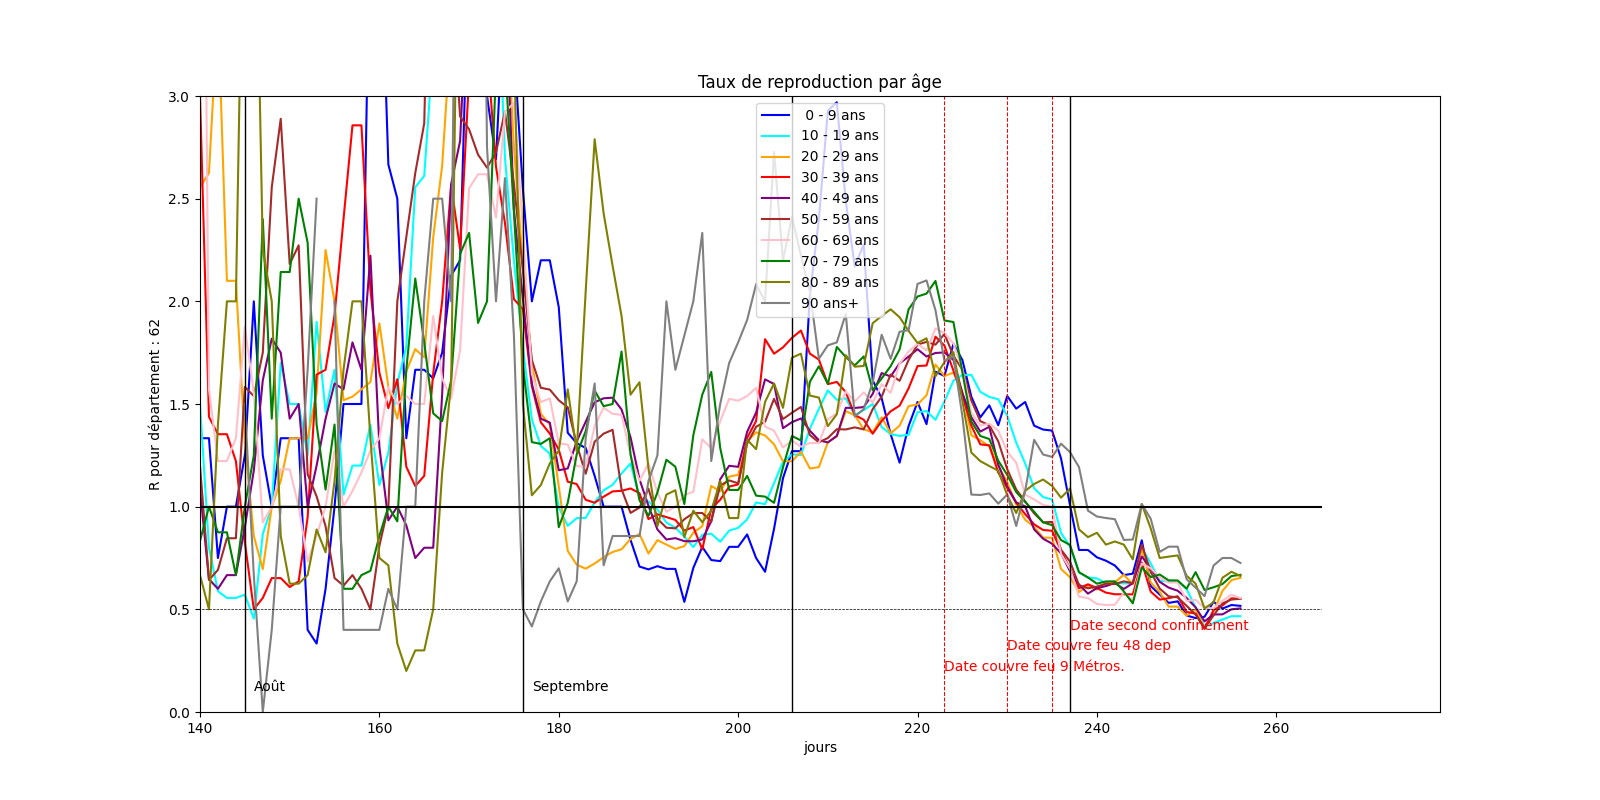 Taux de reproduction par âge
3.0
2.5
2.0
1.5
1.0
0.5
0.0
R pour département : 62
0 - 9 ans
10 - 19 ans
20 - 29 ans
30 - 39 ans
40 - 49 ans
50 - 59 ans
60 - 69 ans
70 - 79 ans
80 - 89 ans
90 ans+
Date second confinement
Date couvre feu 48 dep
Date couvre feu 9 Métros.
Août
Septembre
140
160
180
200
220
240
260
jours